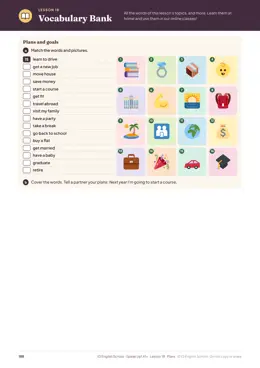 LESSON 19
Vocabulary Bank
All the words of this lesson's topics, and more. Learn them at
home and use them in our online classes!
Plans and goals
Match the words and pictures.
learn to drive
get a new job
move house
save money
start a course
get fit
travel abroad
visit my family
have a party
take a break
go back to school
buy a flat
get married
have a baby
graduate
retire
Cover the words. Tell a partner your plans. Next year I'm going to start a course.